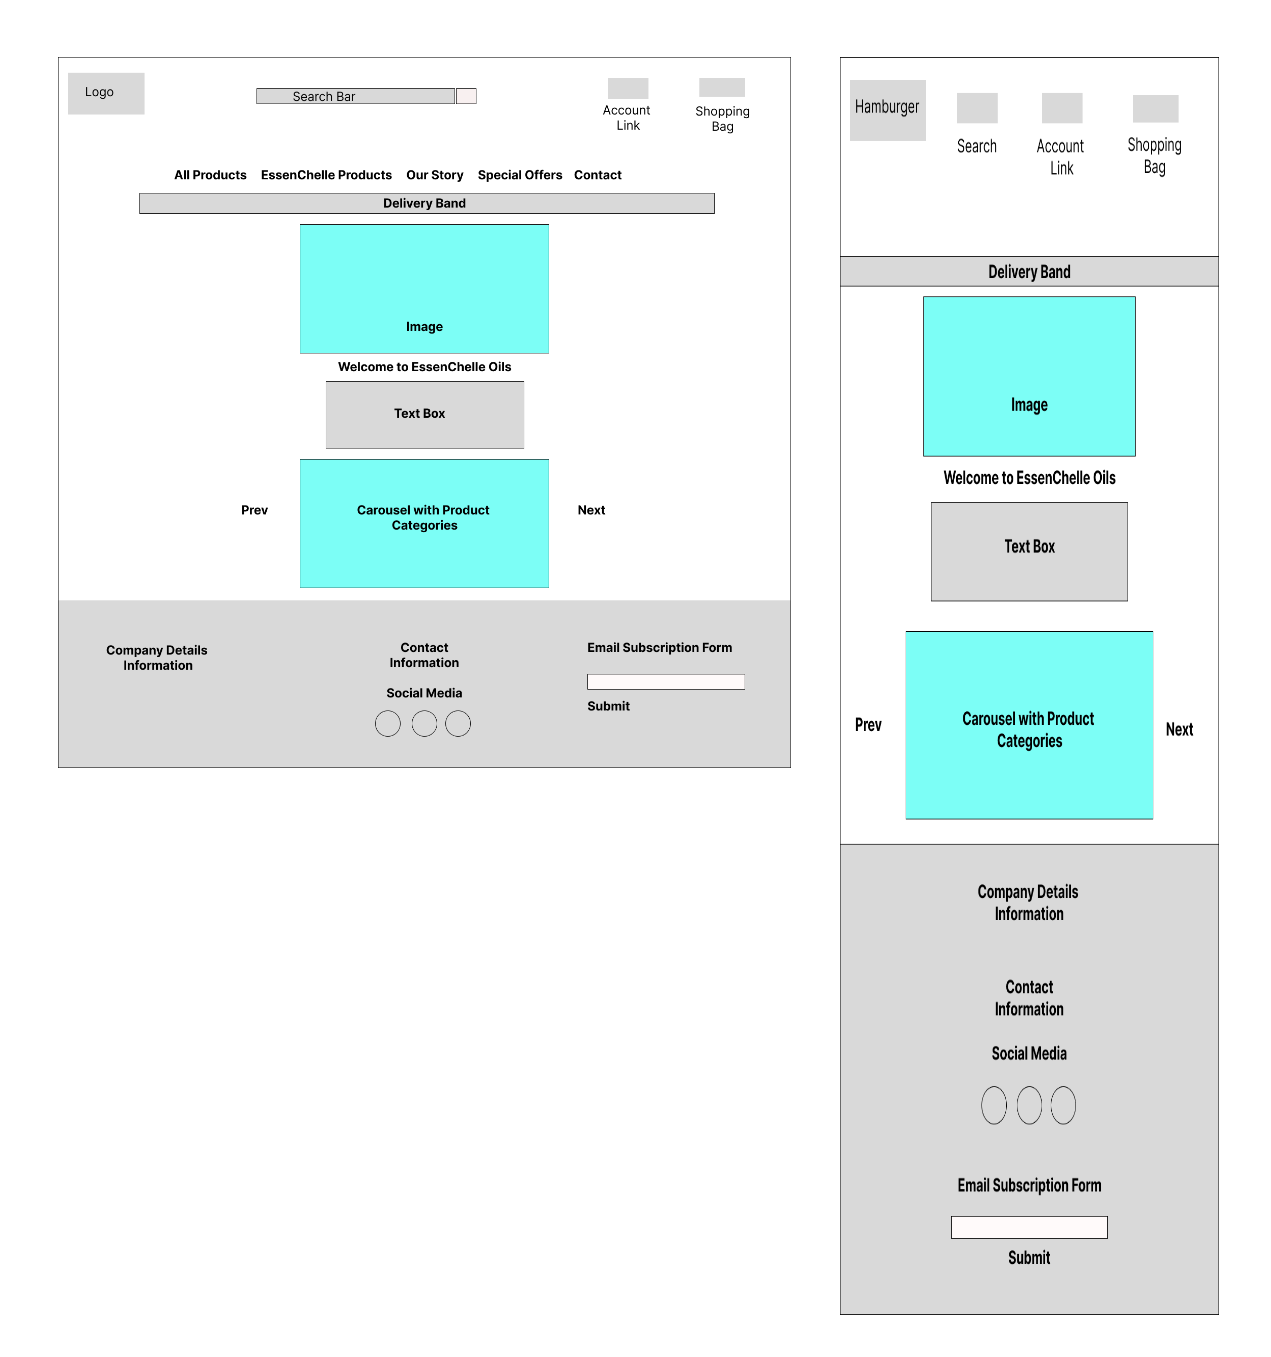 Logo
Search Bar
Account
Link
Shopping
Bag
All Products EssenChelle Products Our Story Special Offers Contact
Delivery Band
Image
Welcome to EssenChelle Oils
Text Box
Prev
Carousel with Product
Categories
Next
Company Details
Information
Contact
Information
Social Media
Email Subscription Form
Submit
Hamburger
Search
Account
Link
Shopping
Bag
Delivery Band
Image
Welcome to EssenChelle Oils
Text Box
Prev
Carousel with Product
Categories
Next
Company Details
Information
Contact
Information
Social Media
Email Subscription Form
Submit